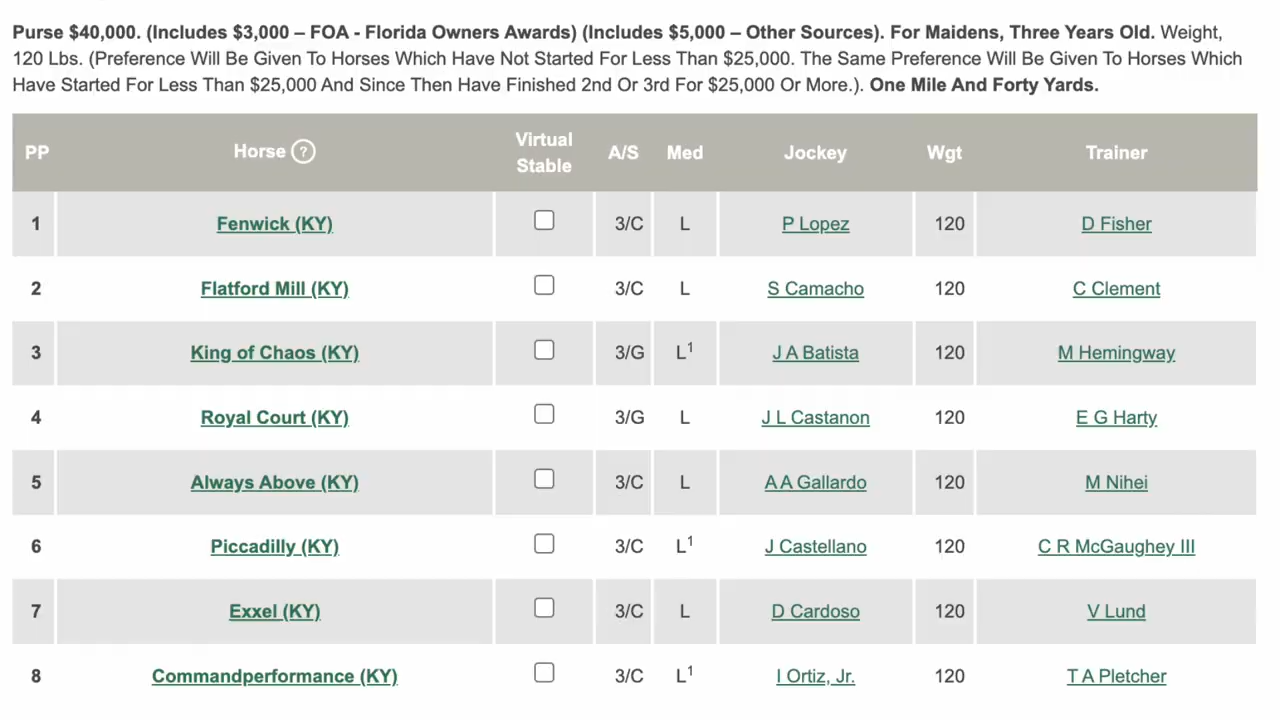 Purse $40,000. (Includes $3,000 – FOA - Florida Owners Awards) (Includes $5,000 – Other Sources). For Maidens, Three Years Old. Weight,
120 Lbs. (Preference Will Be Given To Horses Which Have Not Started For Less Than $25,000. The Same Preference Will Be Given To Horses Which
Have Started For Less Than $25,000 And Since Then Have Finished 2nd Or 3rd For $25,000 Or More.). One Mile And Forty Yards.
PP Horse ? Virtual Stable A/S Med Jockey Wgt Trainer
1 Fenwick (KY) 3/C L P Lopez 120 D Fisher
2 Flatford Mill (KY) 3/C L S Camacho 120 C Clement
3 King of Chaos (KY) 3/G L¹ J A Batista 120 M Hemingway
4 Royal Court (KY) 3/G L J L Castanon 120 E G Harty
5 Always Above (KY) 3/C L A A Gallardo 120 M Nihei
6 Piccadilly (KY) 3/C L¹ J Castellano 120 C R McGaughey III
7 Exxel (KY) 3/C L D Cardoso 120 V Lund
8 Commandperformance (KY) 3/C L¹ I Ortiz, Jr. 120 T A Pletcher